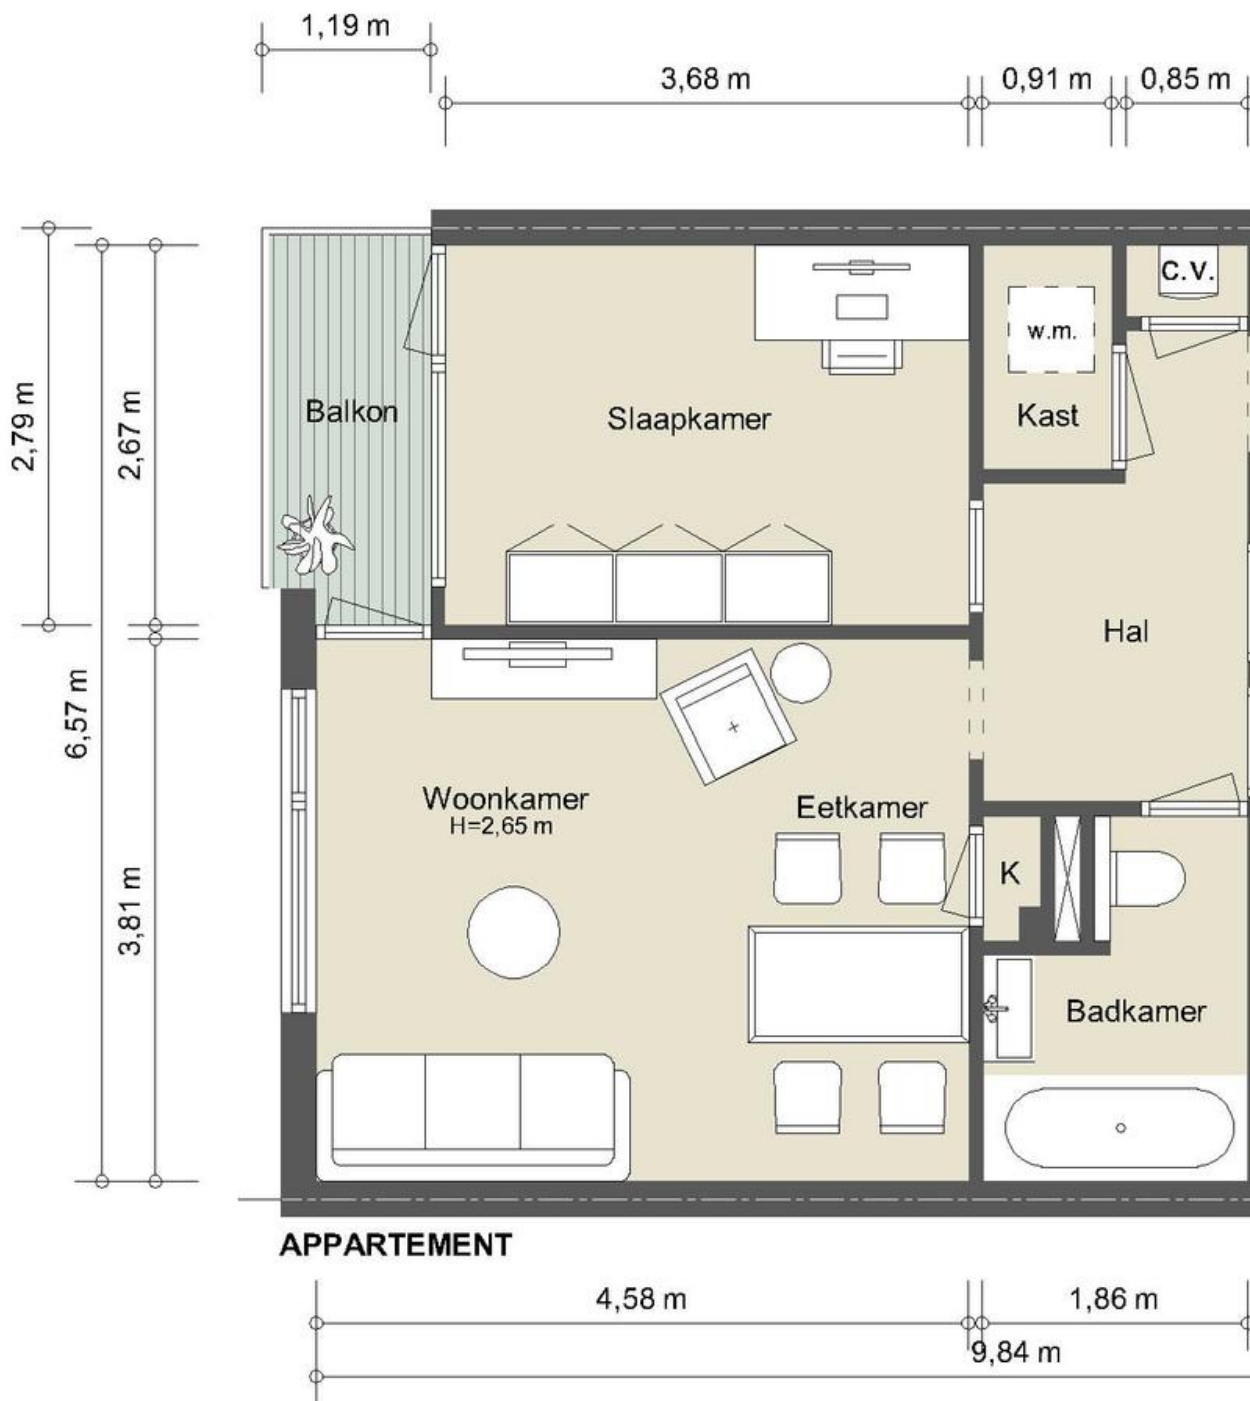 1,19 m
3,68 m
0,91 m
0,85 m
C.V.
w.m.
Balkon
Slaapkamer
Kast
2,79 m
2,67 m
Hal
6,57 m
Woonkamer
H=2,65 m
Eetkamer
K
3,81 m
Badkamer
APPARTEMENT
4,58 m
1,86 m
9,84 m